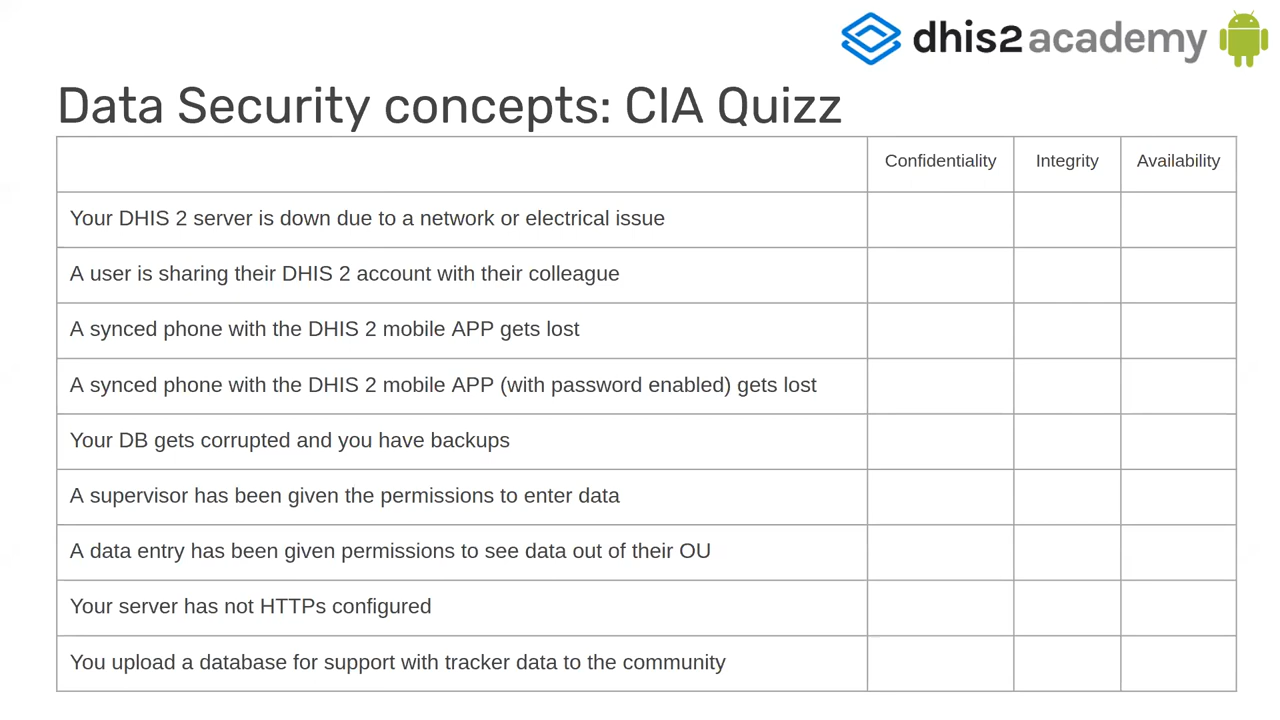 dhis2 academy
Data Security concepts: CIA Quizz
Confidentiality Integrity Availability
Your DHIS 2 server is down due to a network or electrical issue
A user is sharing their DHIS 2 account with their colleague
A synced phone with the DHIS 2 mobile APP gets lost
A synced phone with the DHIS 2 mobile APP (with password enabled) gets lost
Your DB gets corrupted and you have backups
A supervisor has been given the permissions to enter data
A data entry has been given permissions to see data out of their OU
Your server has not HTTPs configured
You upload a database for support with tracker data to the community